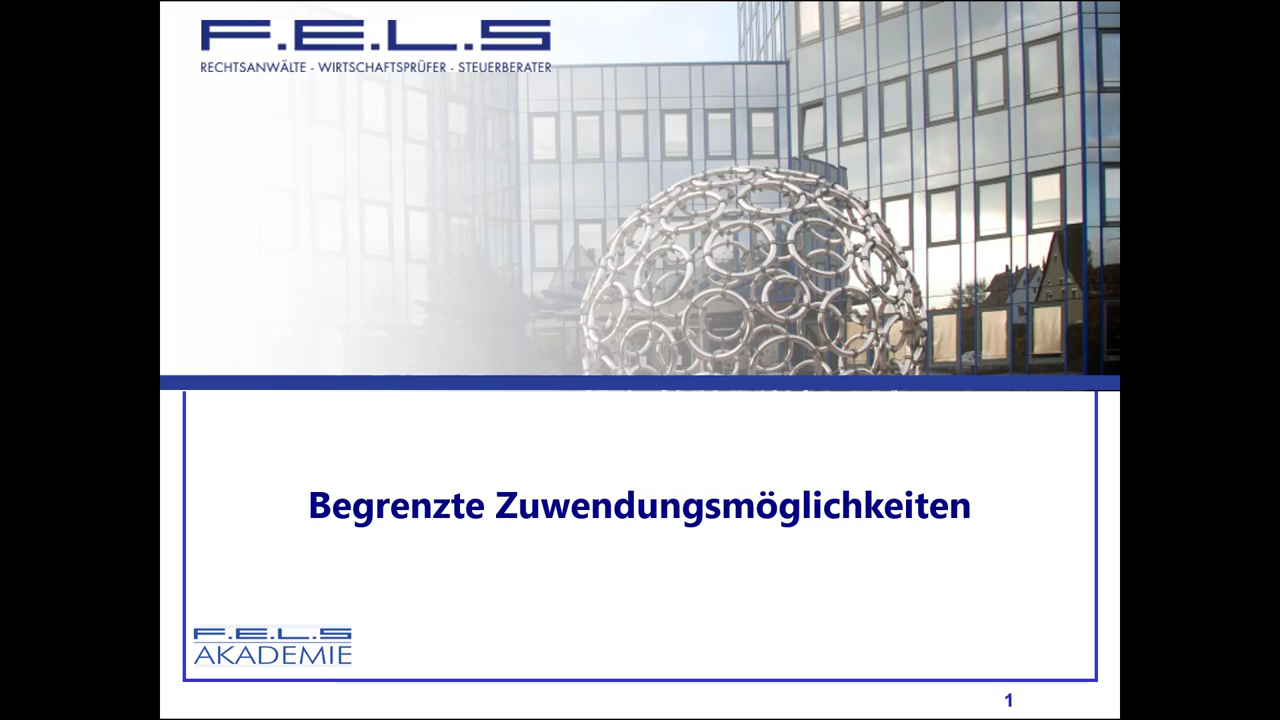 F.E.L.S
RECHTSANWÄLTE - WIRTSCHAFTSPRÜFER - STEUERBERATER
Begrenzte Zuwendungsmöglichkeiten
F.E.L.S
AKADEMIE
1